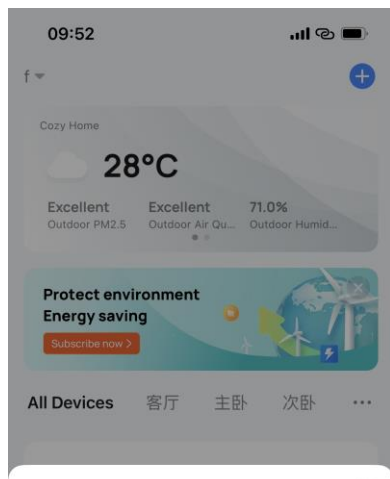 09:52
f
Cozy Home
28°C
Excellent Excellent 71.0%
Outdoor PM2.5 Outdoor Air Qu... Outdoor Humid...
Protect environment
Energy saving
Subscribe now >
All Devices 客厅 主卧 次卧 ...